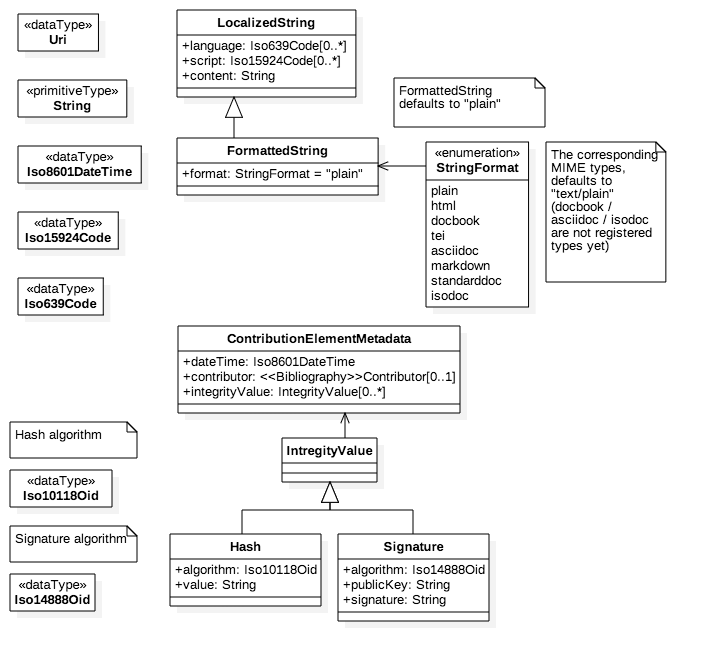 «dataType»
Uri
«primitiveType»
String
«dataType»
Iso8601DateTime
«dataType»
Iso15924Code
«dataType»
Iso639Code
LocalizedString
+language: Iso639Code[0..*]
+script: Iso15924Code[0..*]
+content: String
FormattedString
+format: StringFormat = "plain"
FormattedString
defaults to "plain"
«enumeration»
StringFormat
plain
html
docbook
tei
asciidoc
markdown
standarddoc
isodoc
The corresponding
MIME types,
defaults to
"text/plain"
(docbook /
asciidoc / isodoc
are not registered
types yet)
ContributionElementMetadata
+dateTime: Iso8601DateTime
+contributor: <<Bibliography>>Contributor[0..1]
+integrityValue: IntegrityValue[0..*]
IntregityValue
Hash algorithm
«dataType»
Iso10118Oid
Signature algorithm
«dataType»
Iso14888Oid
Hash
+algorithm: Iso10118Oid
+value: String
Signature
+algorithm: Iso14888Oid
+publicKey: String
+signature: String